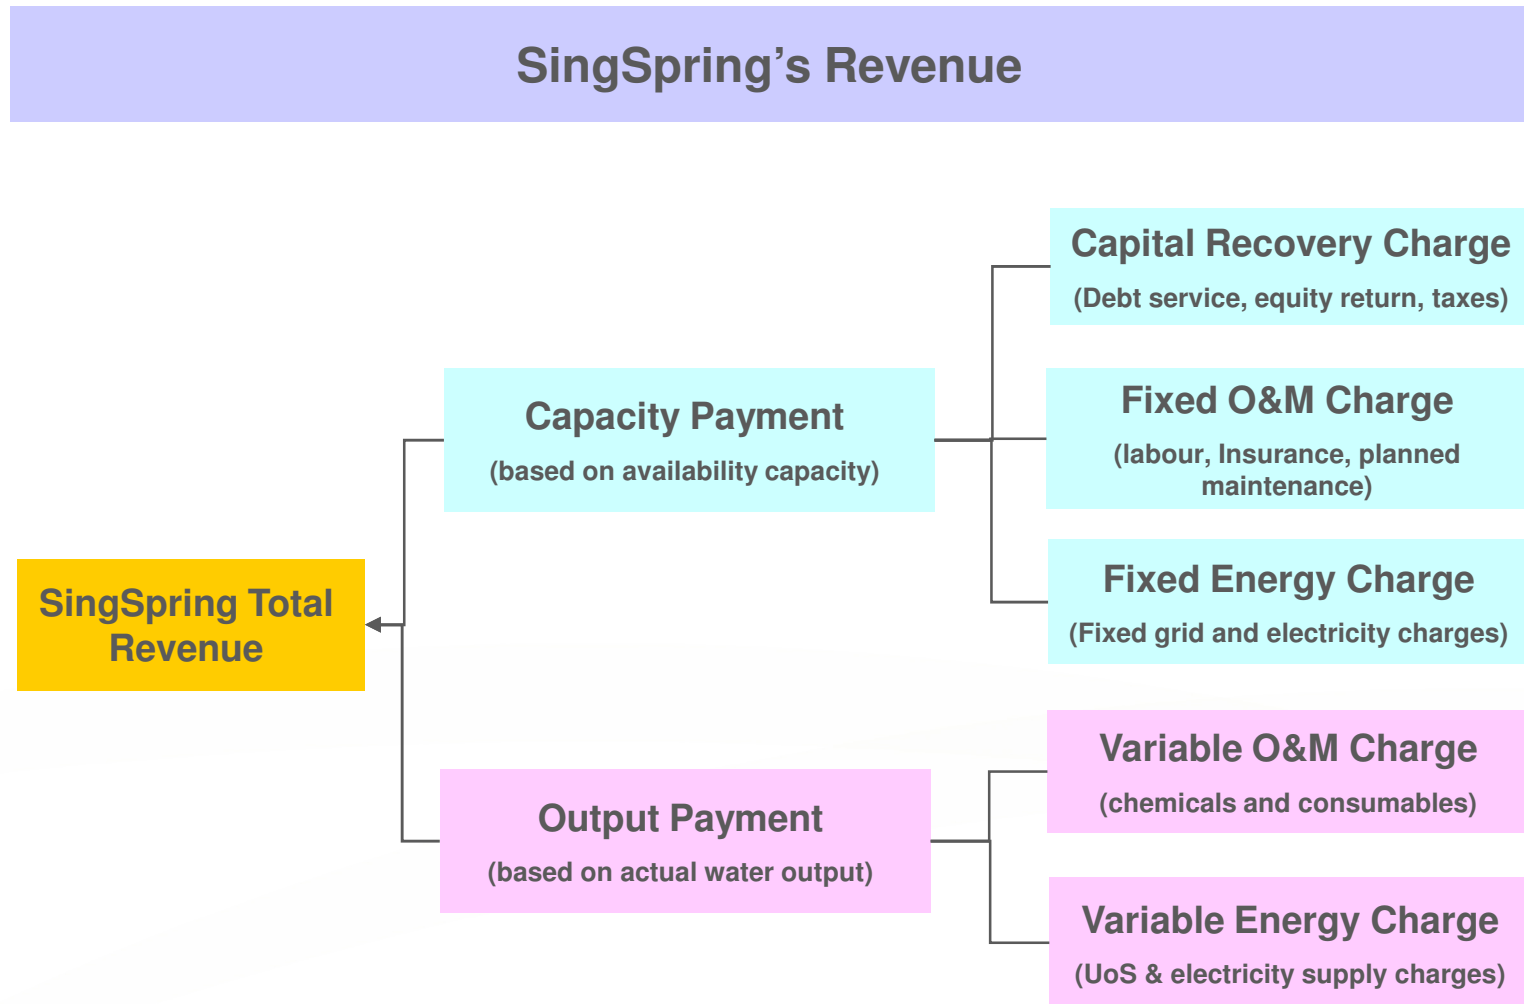 SingSpring’s Revenue
Capital Recovery Charge
(Debt service, equity return, taxes)
Capacity Payment
(based on availability capacity)
Fixed O&M Charge
(labour, Insurance, planned
maintenance)
Fixed Energy Charge
(Fixed grid and electricity charges)
SingSpring Total
Revenue
Output Payment
(based on actual water output)
Variable O&M Charge
(chemicals and consumables)
Variable Energy Charge
(UoS & electricity supply charges)